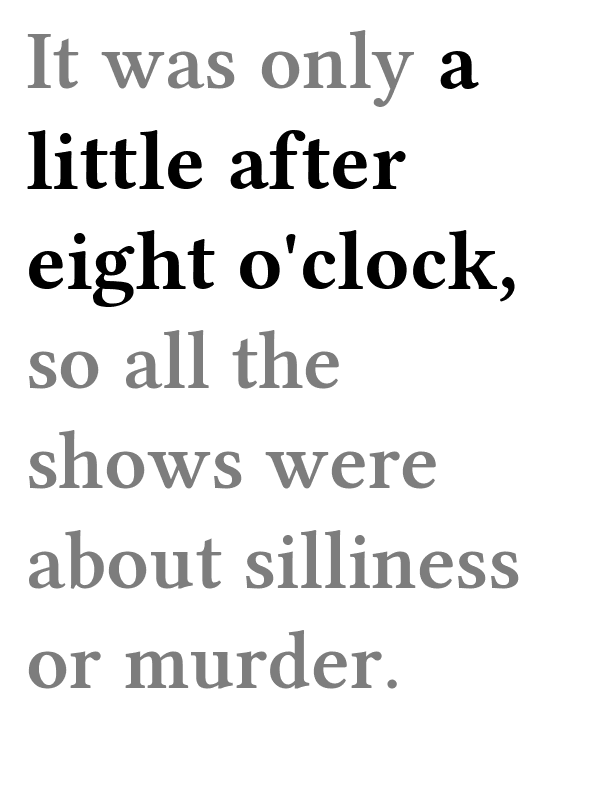 It was only a
little after
eight o'clock,
so all the
shows were
about silliness
or murder.